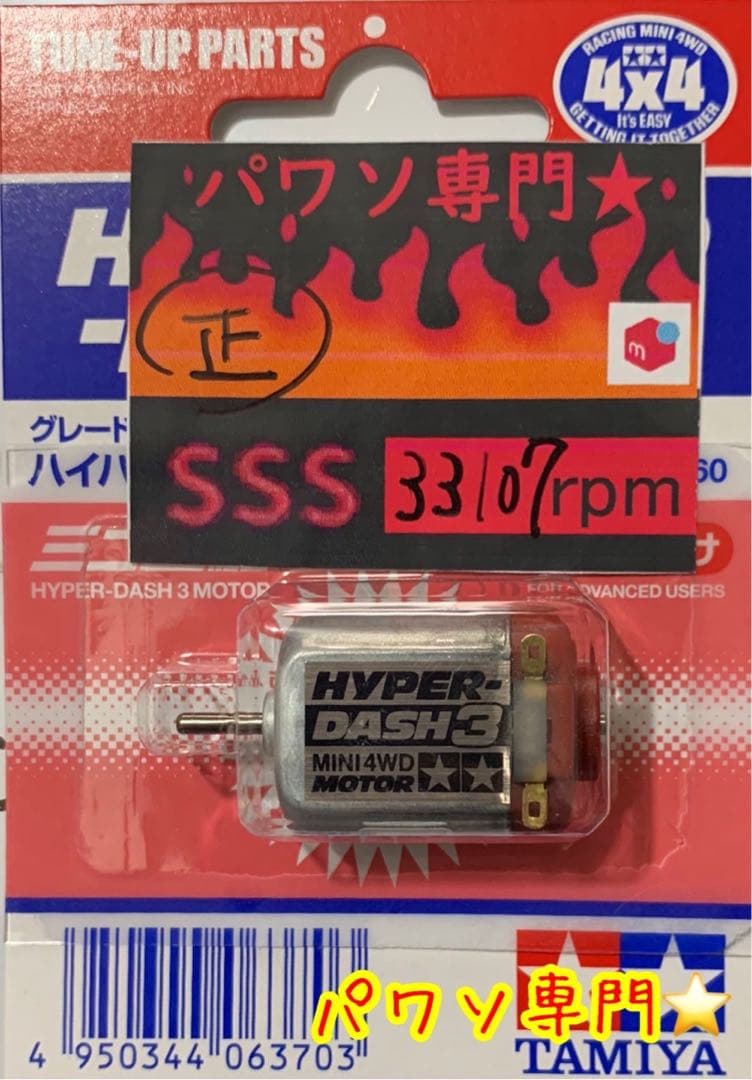 TUNE-UP PARTS
RACING MINI 4WD
4x4
It's EASY
GETTING IT TOGETHER
パワソ専門★
正
m
SSS 33107rpm
グレード
ハイパ
60
HYPER-DASH 3 MOTOR
FOR ADVANCED USERS
HYPER-
DASH3
MINI4WD
MOTOR
パワソ専門⭐
4 950344 063703
TAMIYA